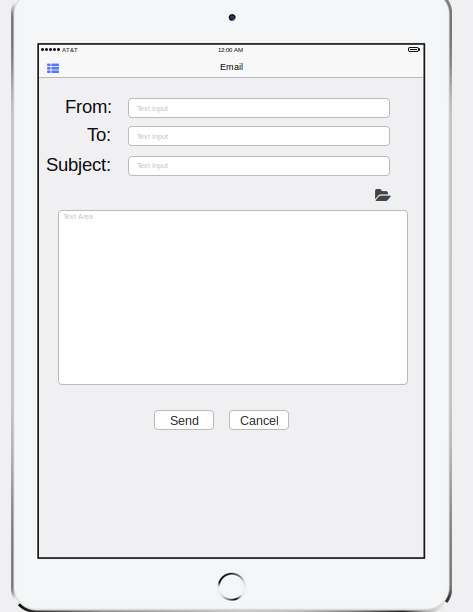 AT&T 12:00 AM
Email
From: Text Input
To: Text Input
Subject: Text Input
Text Area
Send Cancel